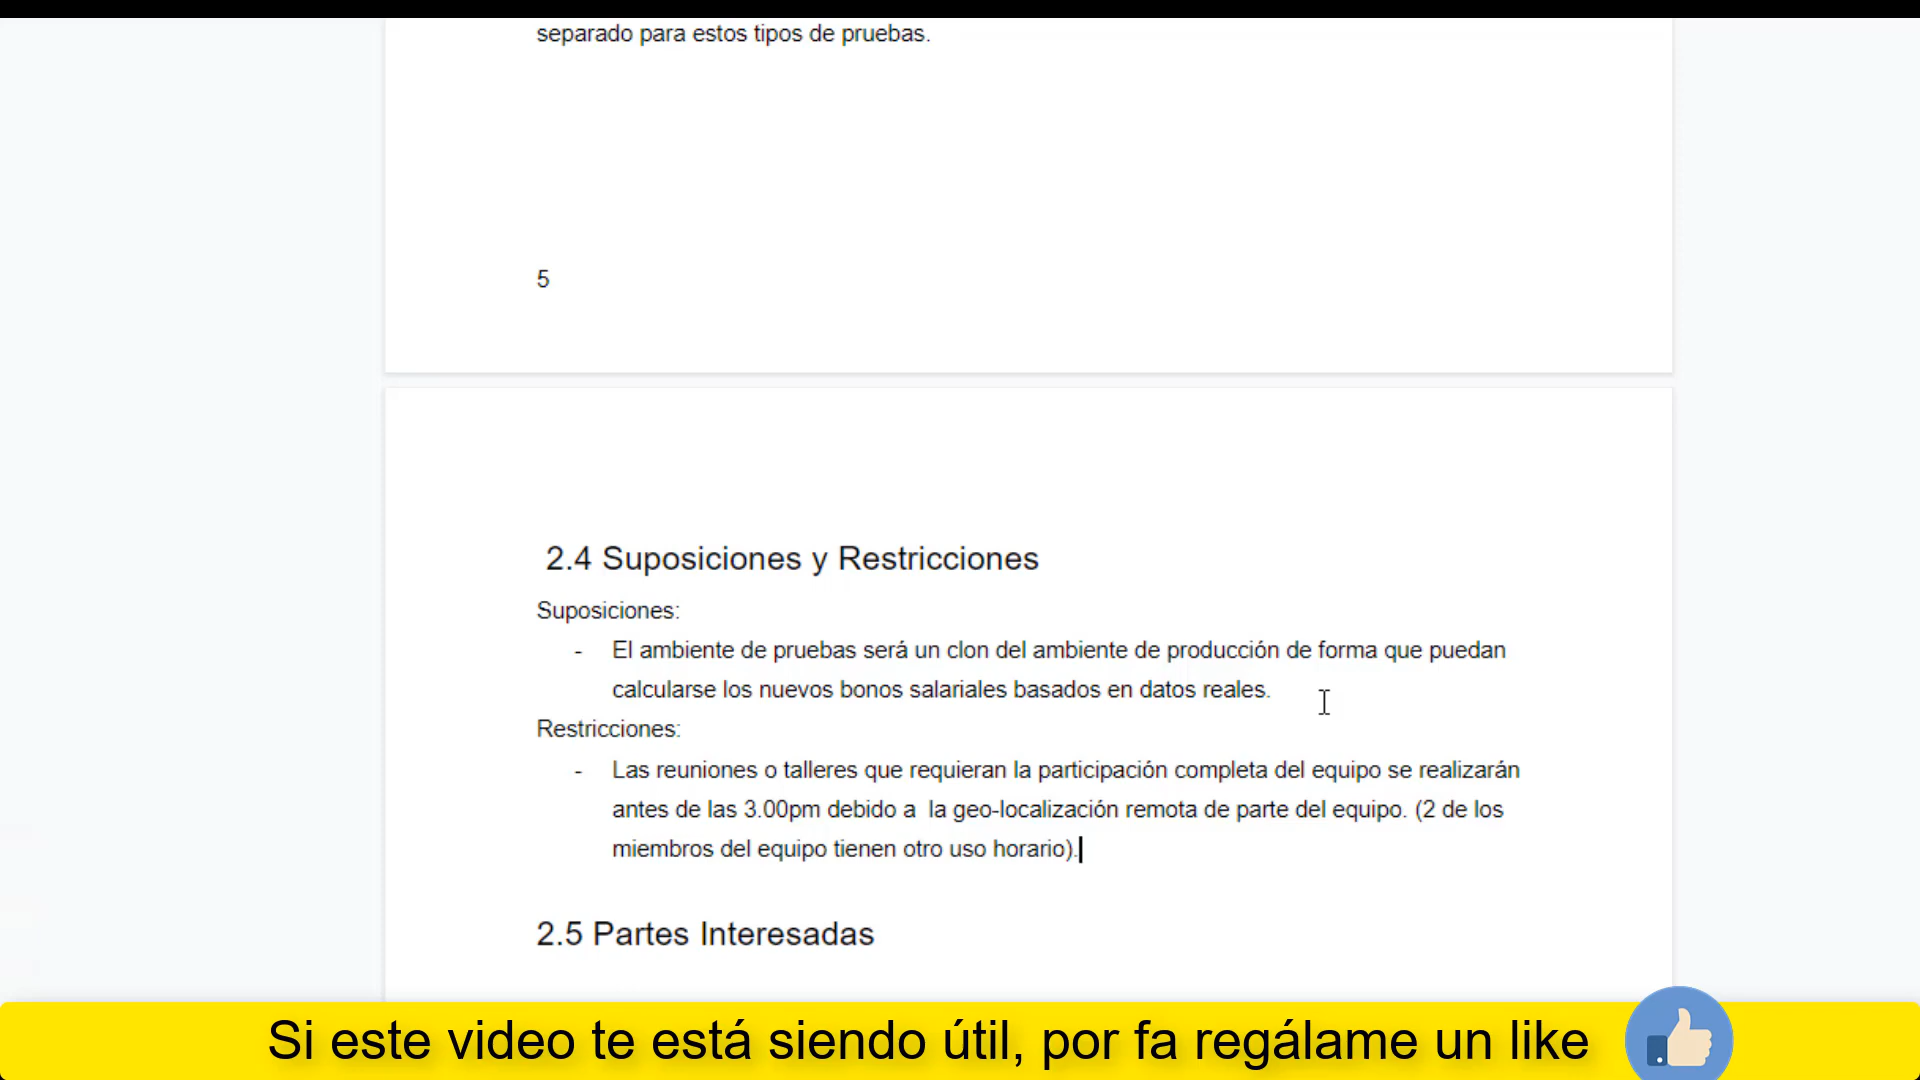 separado para estos tipos de pruebas.
5
2.4 Suposiciones y Restricciones
Suposiciones:
- El ambiente de pruebas será un clon del ambiente de producción de forma que puedan
calcularse los nuevos bonos salariales basados en datos reales.
Restricciones:
- Las reuniones o talleres que requieran la participación completa del equipo se realizarán
antes de las 3.00pm debido a  la geo-localización remota de parte del equipo. (2 de los
miembros del equipo tienen otro uso horario).
2.5 Partes Interesadas
Si este video te está siendo útil, por fa regálame un like